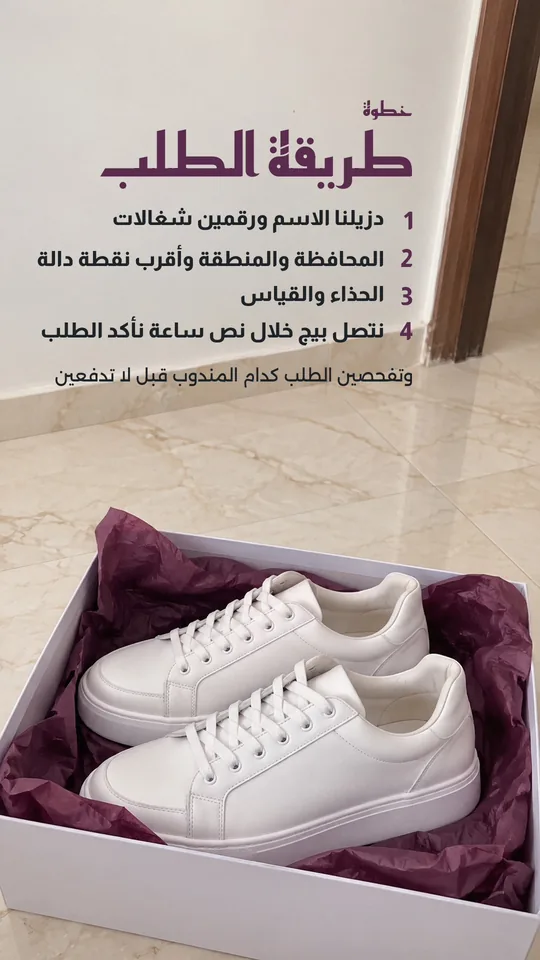 خطوة
طريقة الطلب
1 دزيلنا الاسم ورقمين شغالات
2 المحافظة والمنطقة وأقرب نقطة دالة
3 الحذاء والقياس
4 نتصل بيج خلال نص ساعة نأكد الطلب
وتفحصين الطلب كدام المندوب قبل لا تدفعين